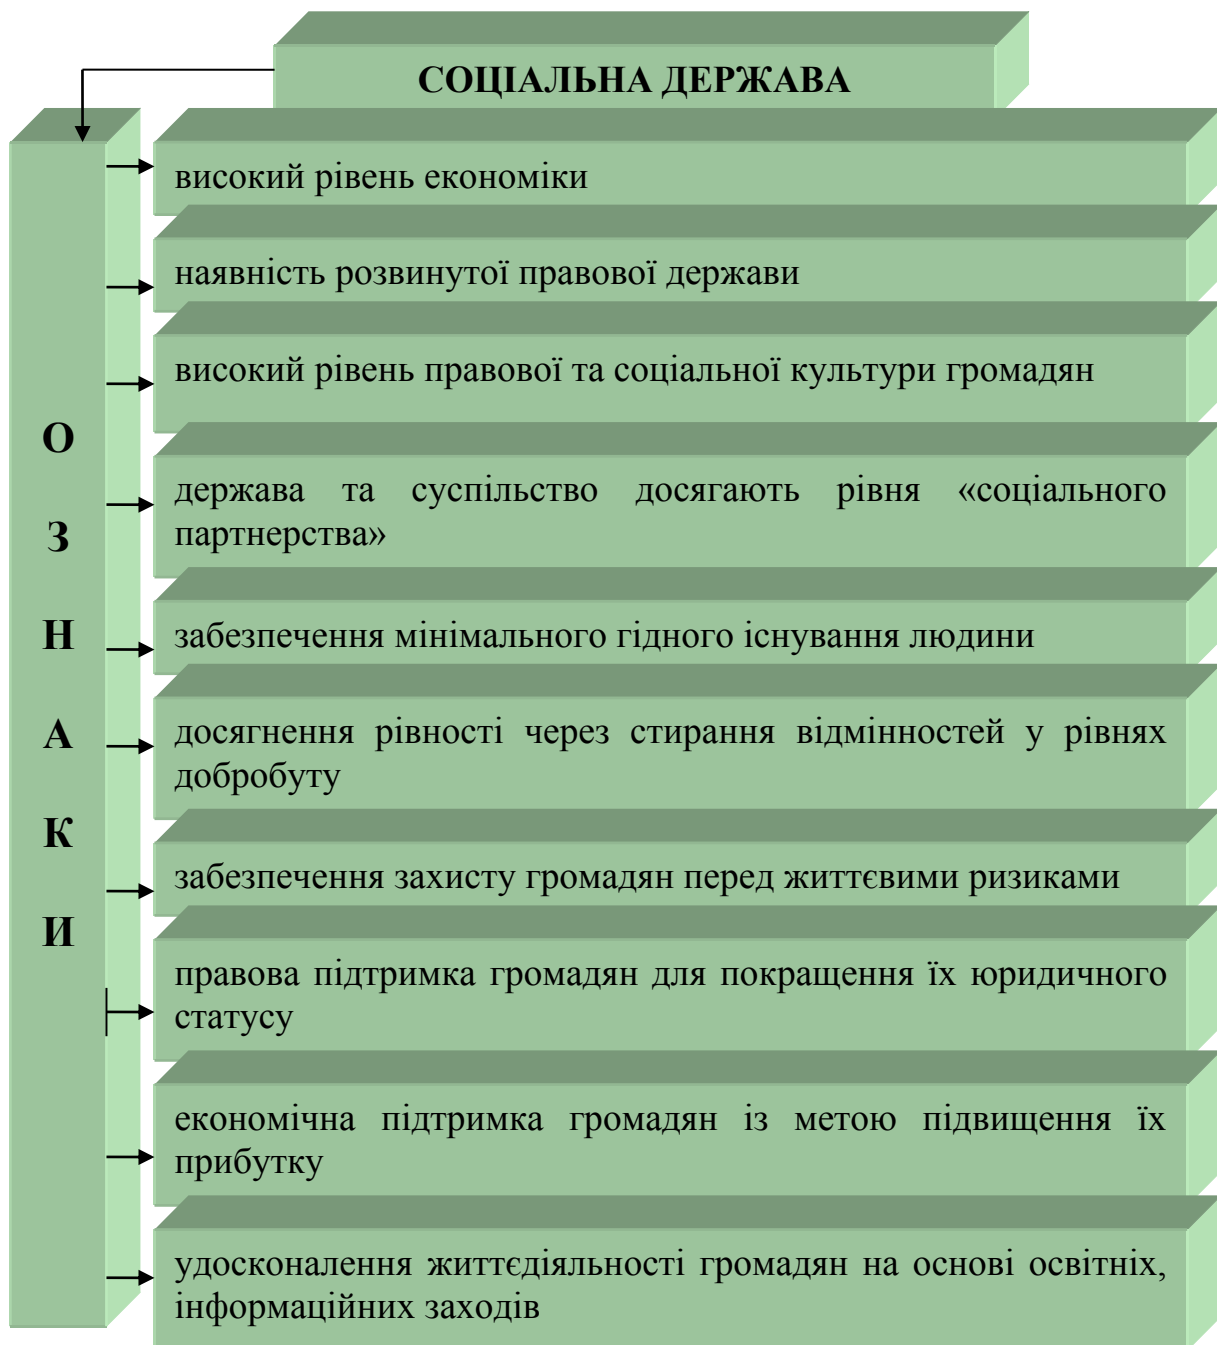 СОЦІАЛЬНА ДЕРЖАВА
О
З
Н
А
К
И
високий рівень економіки
наявність розвинутої правової держави
високий рівень правової та соціальної культури громадян
держава та суспільство досягають рівня «соціального
партнерства»
забезпечення мінімального гідного існування людини
досягнення рівності через стирання відмінностей у рівнях
добробуту
забезпечення захисту громадян перед життєвими ризиками
правова підтримка громадян для покращення їх юридичного
статусу
економічна підтримка громадян із метою підвищення їх
прибутку
удосконалення життєдіяльності громадян на основі освітніх,
інформаційних заходів